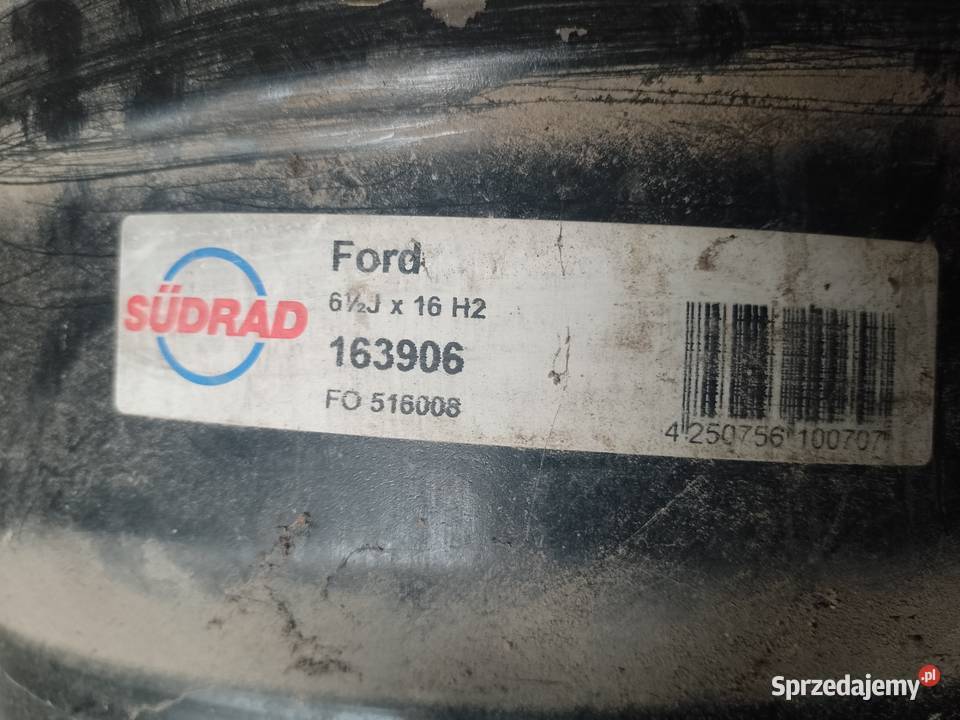 SÜDRAD
Ford
6½J x 16 H2
163906
FO 516008
4 250756 100707
Sprzedajemy.pl